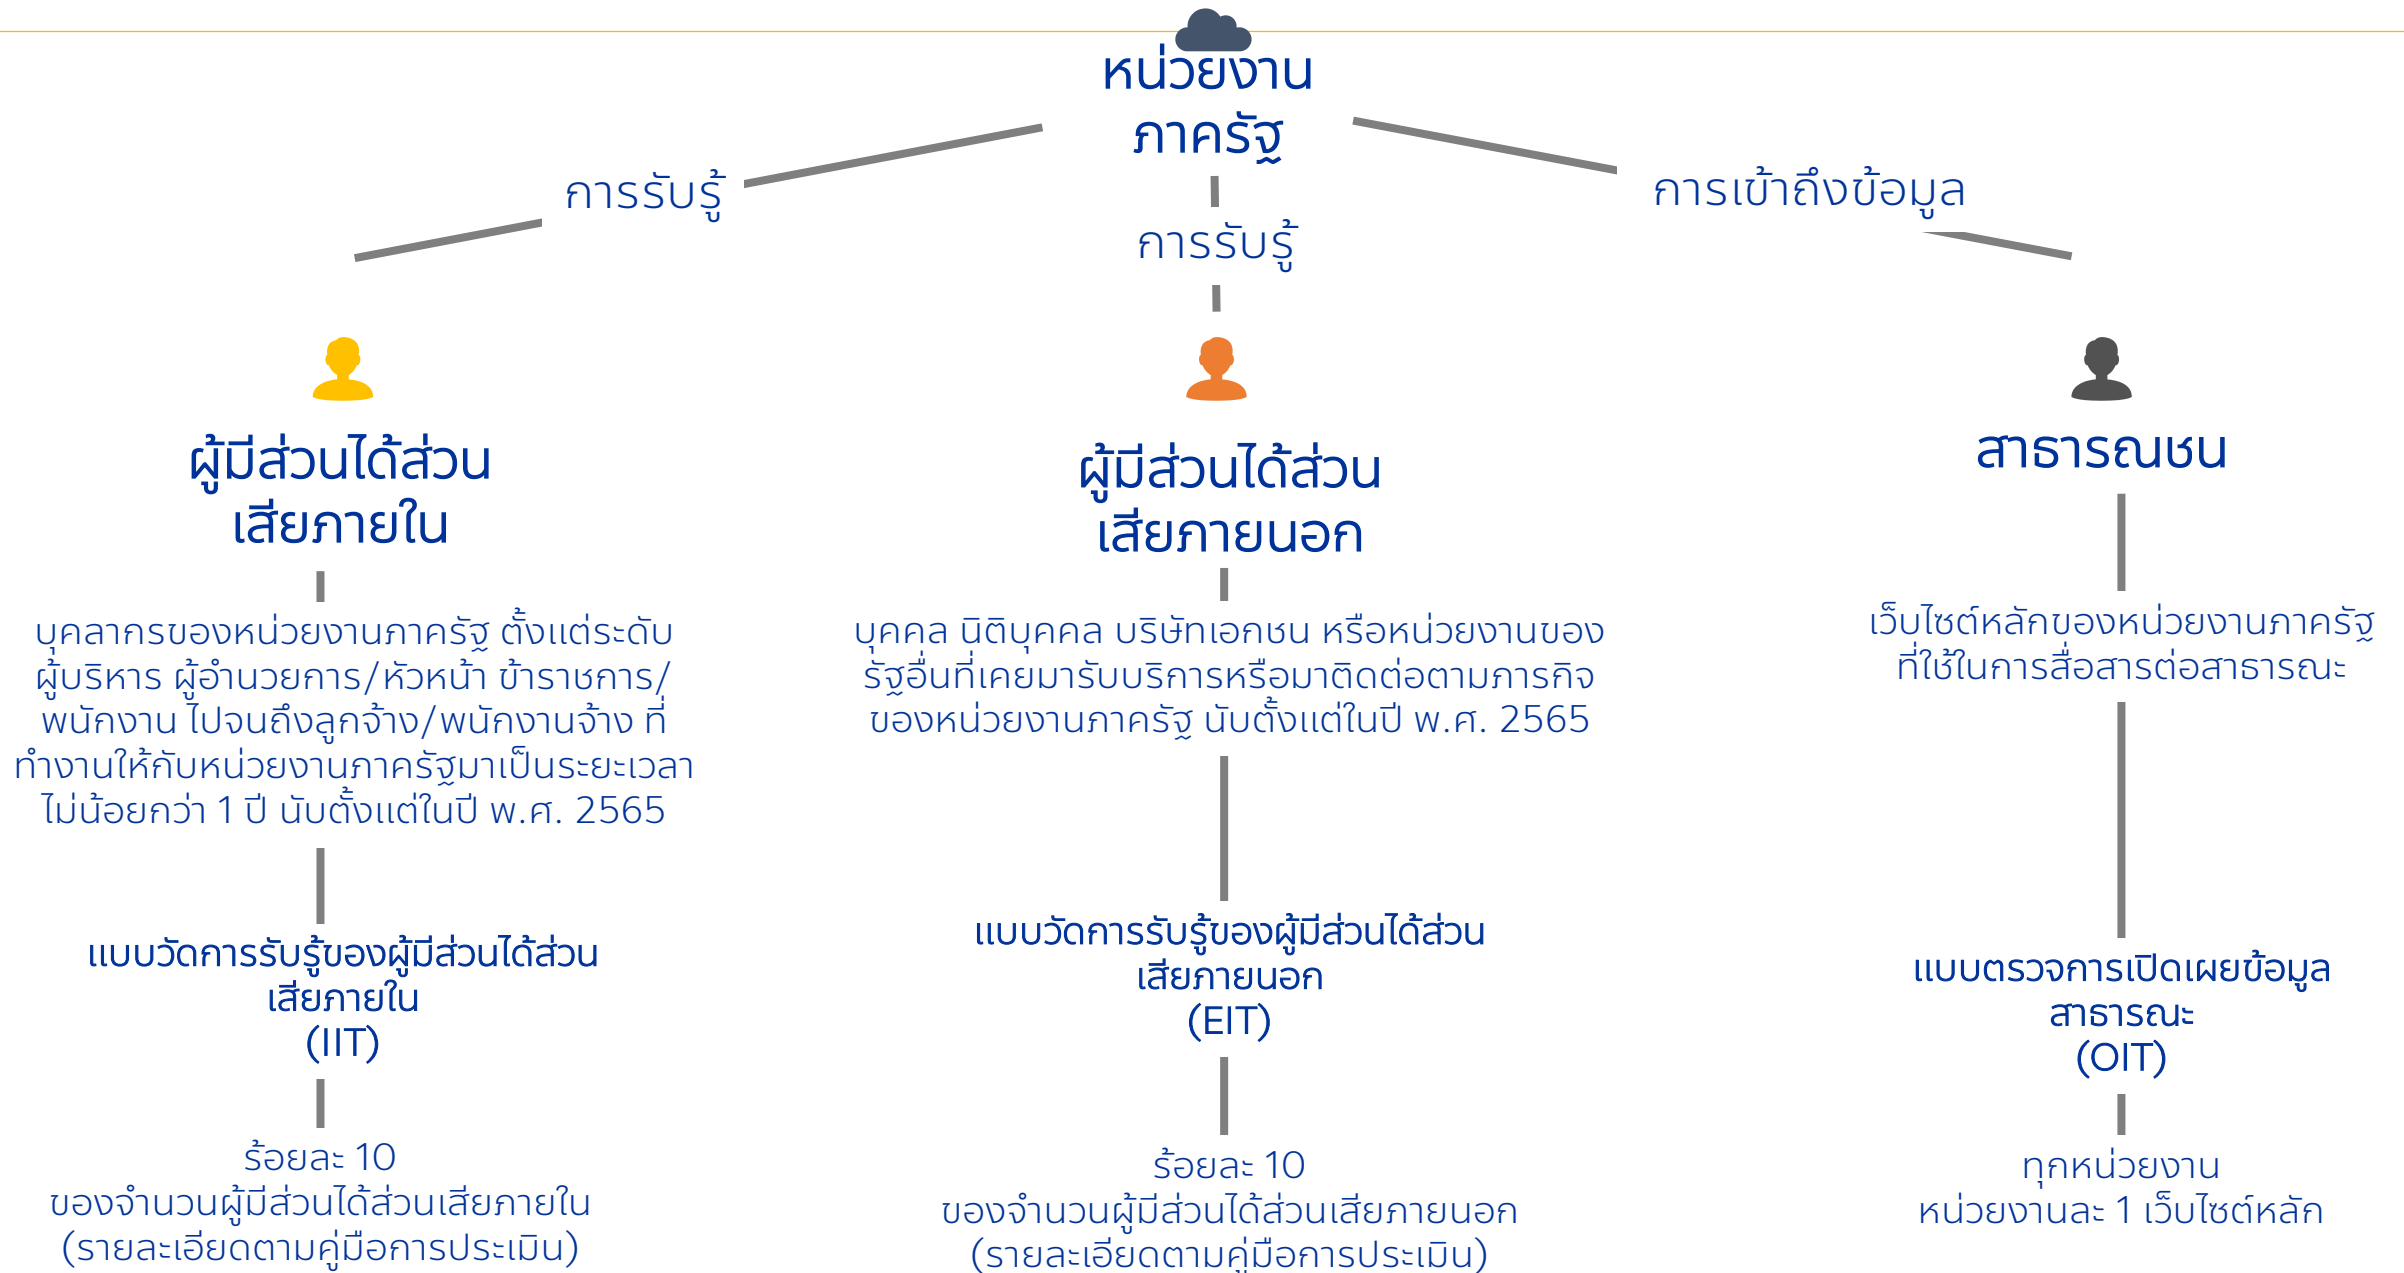 หน่วยงาน
ภาครัฐ
การรับรู้
การรับรู้
การเข้าถึงข้อมูล
ผู้มีส่วนได้ส่วน
เสียภายใน
บุคลากรของหน่วยงานภาครัฐ ตั้งแต่ระดับ
ผู้บริหาร ผู้อำนวยการ/หัวหน้า ข้าราชการ/
พนักงาน ไปจนถึงลูกจ้าง/พนักงานจ้าง ที่
ทำงานให้กับหน่วยงานภาครัฐมาเป็นระยะเวลา
ไม่น้อยกว่า 1 ปี นับตั้งแต่ในปี พ.ศ. 2565
แบบวัดการรับรู้ของผู้มีส่วนได้ส่วน
เสียภายใน
(IIT)
ร้อยละ 10
ของจำนวนผู้มีส่วนได้ส่วนเสียภายใน
(รายละเอียดตามคู่มือการประเมิน)
ผู้มีส่วนได้ส่วน
เสียภายนอก
บุคคล นิติบุคคล บริษัทเอกชน หรือหน่วยงานของ
รัฐอื่นที่เคยมารับบริการหรือมาติดต่อตามภารกิจ
ของหน่วยงานภาครัฐ นับตั้งแต่ในปี พ.ศ. 2565
แบบวัดการรับรู้ของผู้มีส่วนได้ส่วน
เสียภายนอก
(EIT)
ร้อยละ 10
ของจำนวนผู้มีส่วนได้ส่วนเสียภายนอก
(รายละเอียดตามคู่มือการประเมิน)
สาธารณชน
เว็บไซต์หลักของหน่วยงานภาครัฐ
ที่ใช้ในการสื่อสารต่อสาธารณะ
แบบตรวจการเปิดเผยข้อมูล
สาธารณะ
(OIT)
ทุกหน่วยงาน
หน่วยงานละ 1 เว็บไซต์หลัก